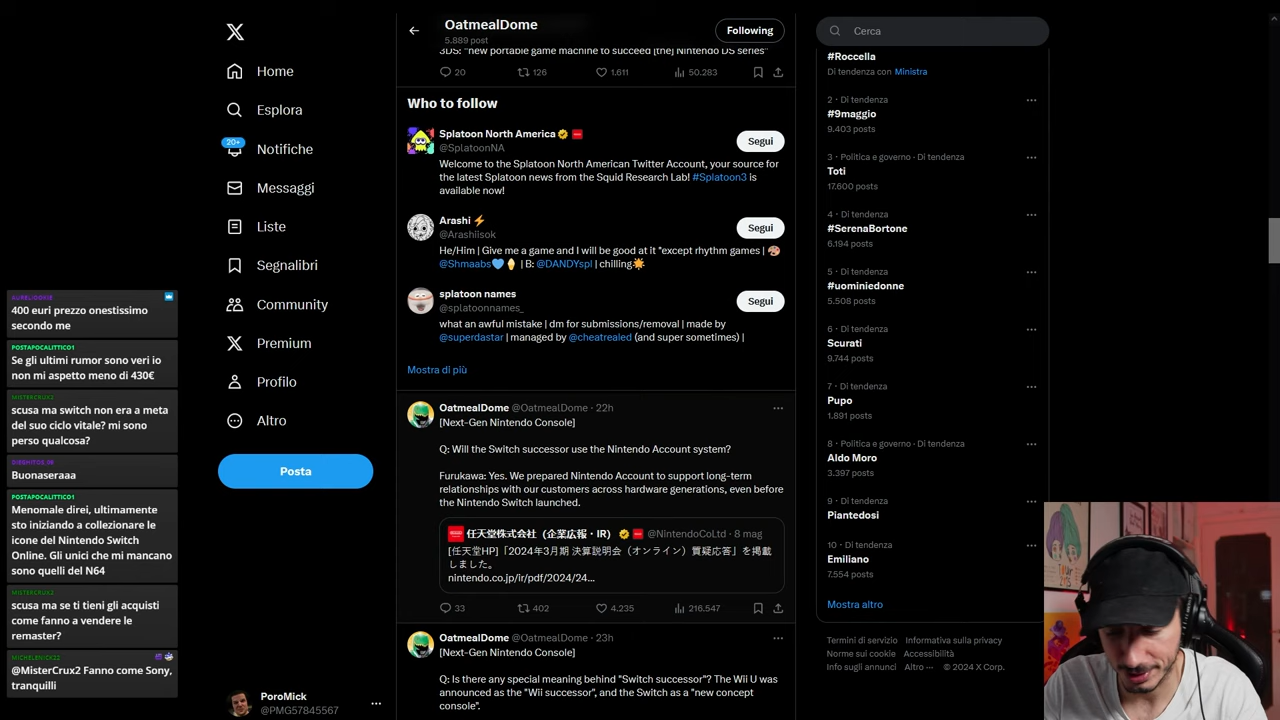 Home
Esplora
20+
Notifiche
Messaggi
Liste
Segnalibri
Community
Premium
Profilo
Altro
Posta
PoroMick
@PMG57845567
400 euri prezzo onestissimo
secondo me
POSTAPOCALITTICO1
Se gli ultimi rumor sono veri io
non mi aspetto meno di 430€
MISTERCRUX2
scusa ma switch non era a meta
del suo ciclo vitale? mi sono
perso qualcosa?
Buonaseraaa
POSTAPOCALITTICO1
Menomale direi, ultimamente
sto iniziando a collezionare le
icone del Nintendo Switch
Online. Gli unici che mi mancano
sono quelli del N64
MISTERCRUX2
scusa ma se ti tieni gli acquisti
come fanno a vendere le
remaster?
MICHELENICK22
@MisterCrux2 Fanno come Sony,
tranquilli
OatmealDome
5.889 post
Following
3DS: "new portable game machine to succeed [the] Nintendo DS series"
20 126 1.611 50.283
Who to follow
Splatoon North America
@SplatoonNA
Segui
Welcome to the Splatoon North American Twitter Account, your source for
the latest Splatoon news from the Squid Research Lab! #Splatoon3 is
available now!
Arashi⚡
@Arashiisok
Segui
He/Him | Give me a game and I will be good at it *except rhythm games | 🎨
@Shmaabs💙🍦 | B: @DANDYspl | chilling☀️
splatoon names
@splatoonnames_
Segui
what an awful mistake | dm for submissions/removal | made by
@superdastar | managed by @cheatrealed (and super sometimes) |
Mostra di più
OatmealDome @OatmealDome · 22h
[Next-Gen Nintendo Console]
Q: Will the Switch successor use the Nintendo Account system?
Furukawa: Yes. We prepared Nintendo Account to support long-term
relationships with our customers across hardware generations, even before
the Nintendo Switch launched.
任天堂株式会社（企業広報・IR） @NintendoCoLtd · 8 mag
[任天堂HP]「2024年3月期 決算説明会（オンライン）質疑応答」を掲載
しました。
nintendo.co.jp/ir/pdf/2024/24...
33 402 4.235 216.547
OatmealDome @OatmealDome · 23h
[Next-Gen Nintendo Console]
Q: Is there any special meaning behind "Switch successor"? The Wii U was
announced as the "Wii successor", and the Switch as a "new concept
console".
Cerca
#Roccella
Di tendenza con Ministra
2 · Di tendenza
#9maggio
9.403 posts
3 · Politica e governo · Di tendenza
Toti
17.600 posts
4 · Di tendenza
#SerenaBortone
6.194 posts
5 · Di tendenza
#uominiedonne
5.508 posts
6 · Di tendenza
Scurati
9.744 posts
7 · Di tendenza
Pupo
1.891 posts
8 · Politica e governo · Di tendenza
Aldo Moro
3.397 posts
9 · Di tendenza
Piantedosi
10 · Di tendenza
Emiliano
7.554 posts
Mostra altro
Termini di servizio Informativa sulla privacy
Norme sui cookie Accessibilità
Info sugli annunci Altro ··· © 2024 X Corp.